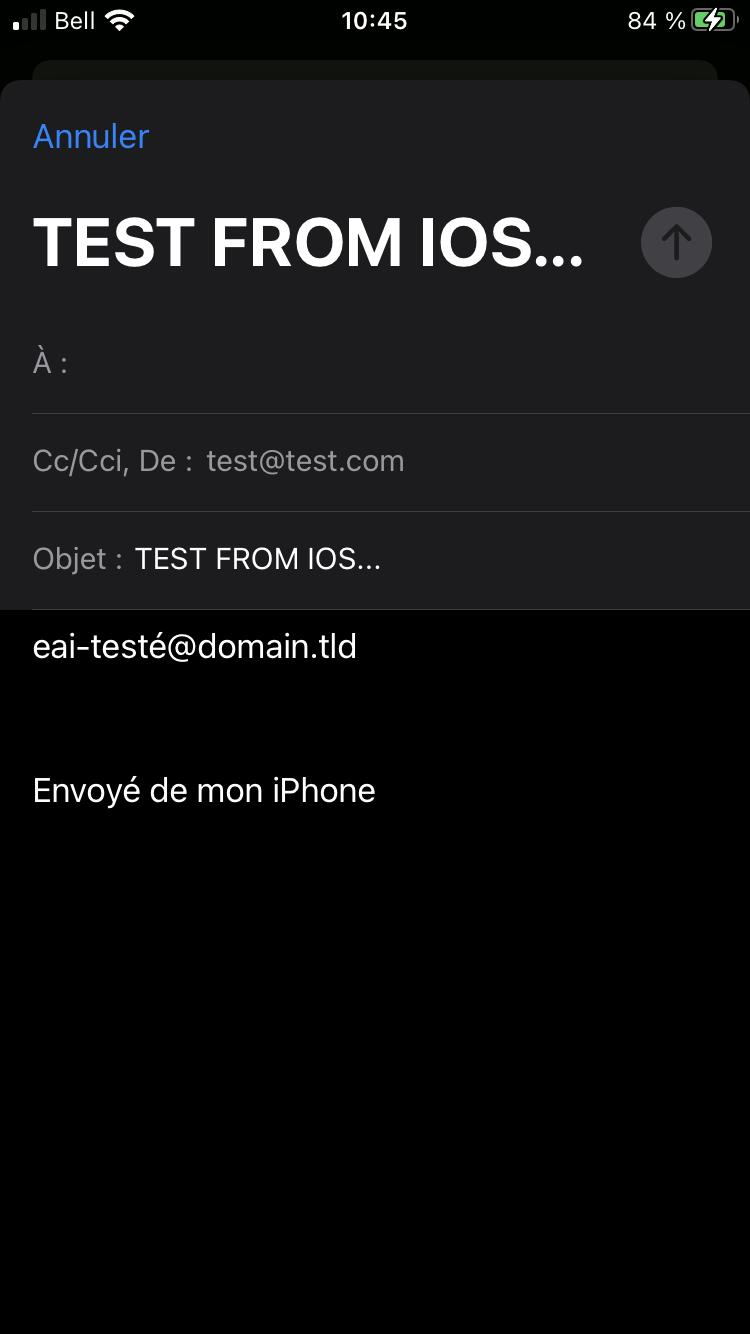 Bell 10:45 84 %
Annuler
TEST FROM IOS...
À :
Cc/Cci, De : test@test.com
Objet : TEST FROM IOS...
eai-testé@domain.tld
Envoyé de mon iPhone